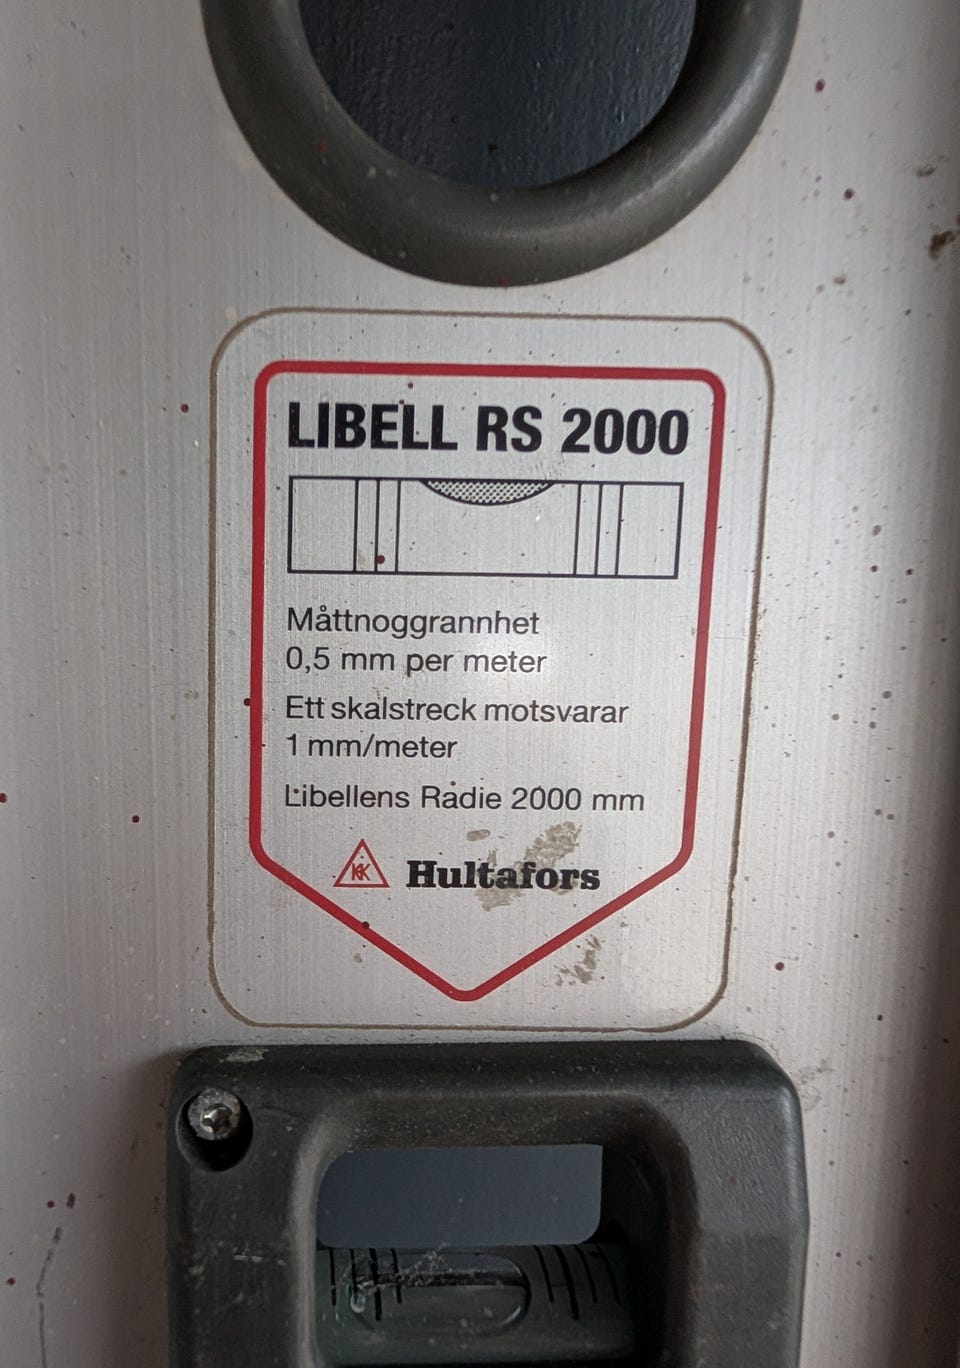 LIBELL RS 2000
Måttnoggrannhet
0,5 mm per meter
Ett skalstreck motsvarar
1 mm/meter
Libellens Radie 2000 mm
Hultafors